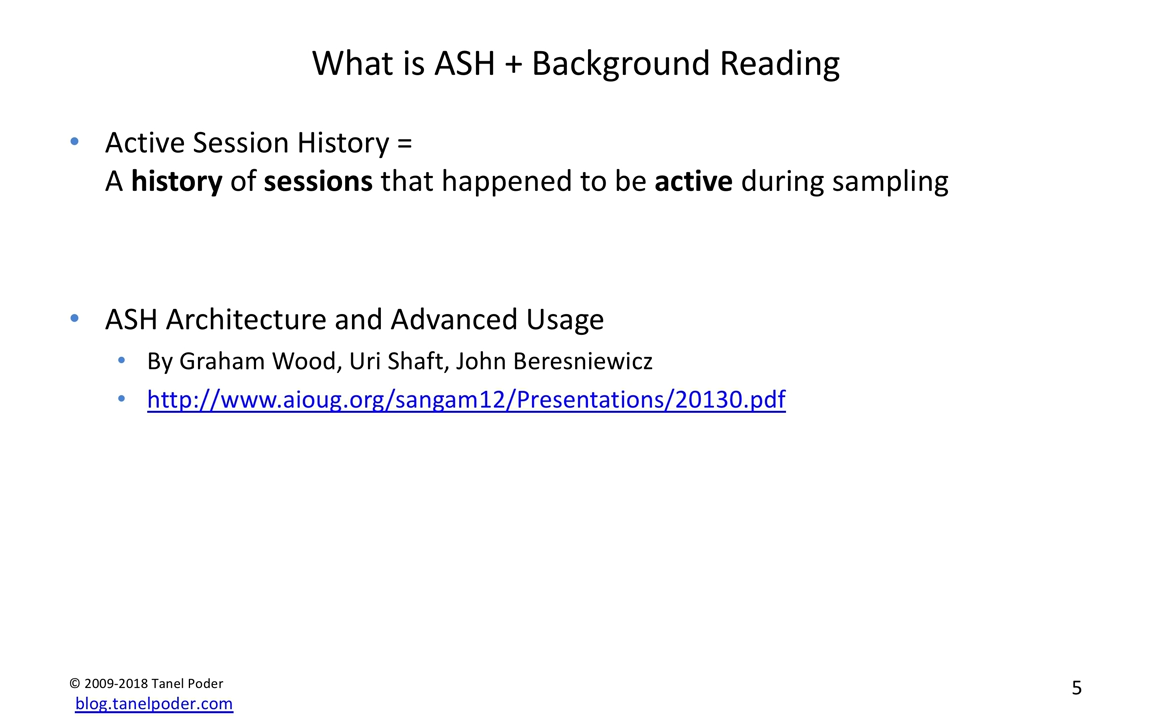 What is ASH + Background Reading
• Active Session History =
A history of sessions that happened to be active during sampling
• ASH Architecture and Advanced Usage
• By Graham Wood, Uri Shaft, John Beresniewicz
• http://www.aioug.org/sangam12/Presentations/20130.pdf
© 2009-2018 Tanel Poder
blog.tanelpoder.com
5